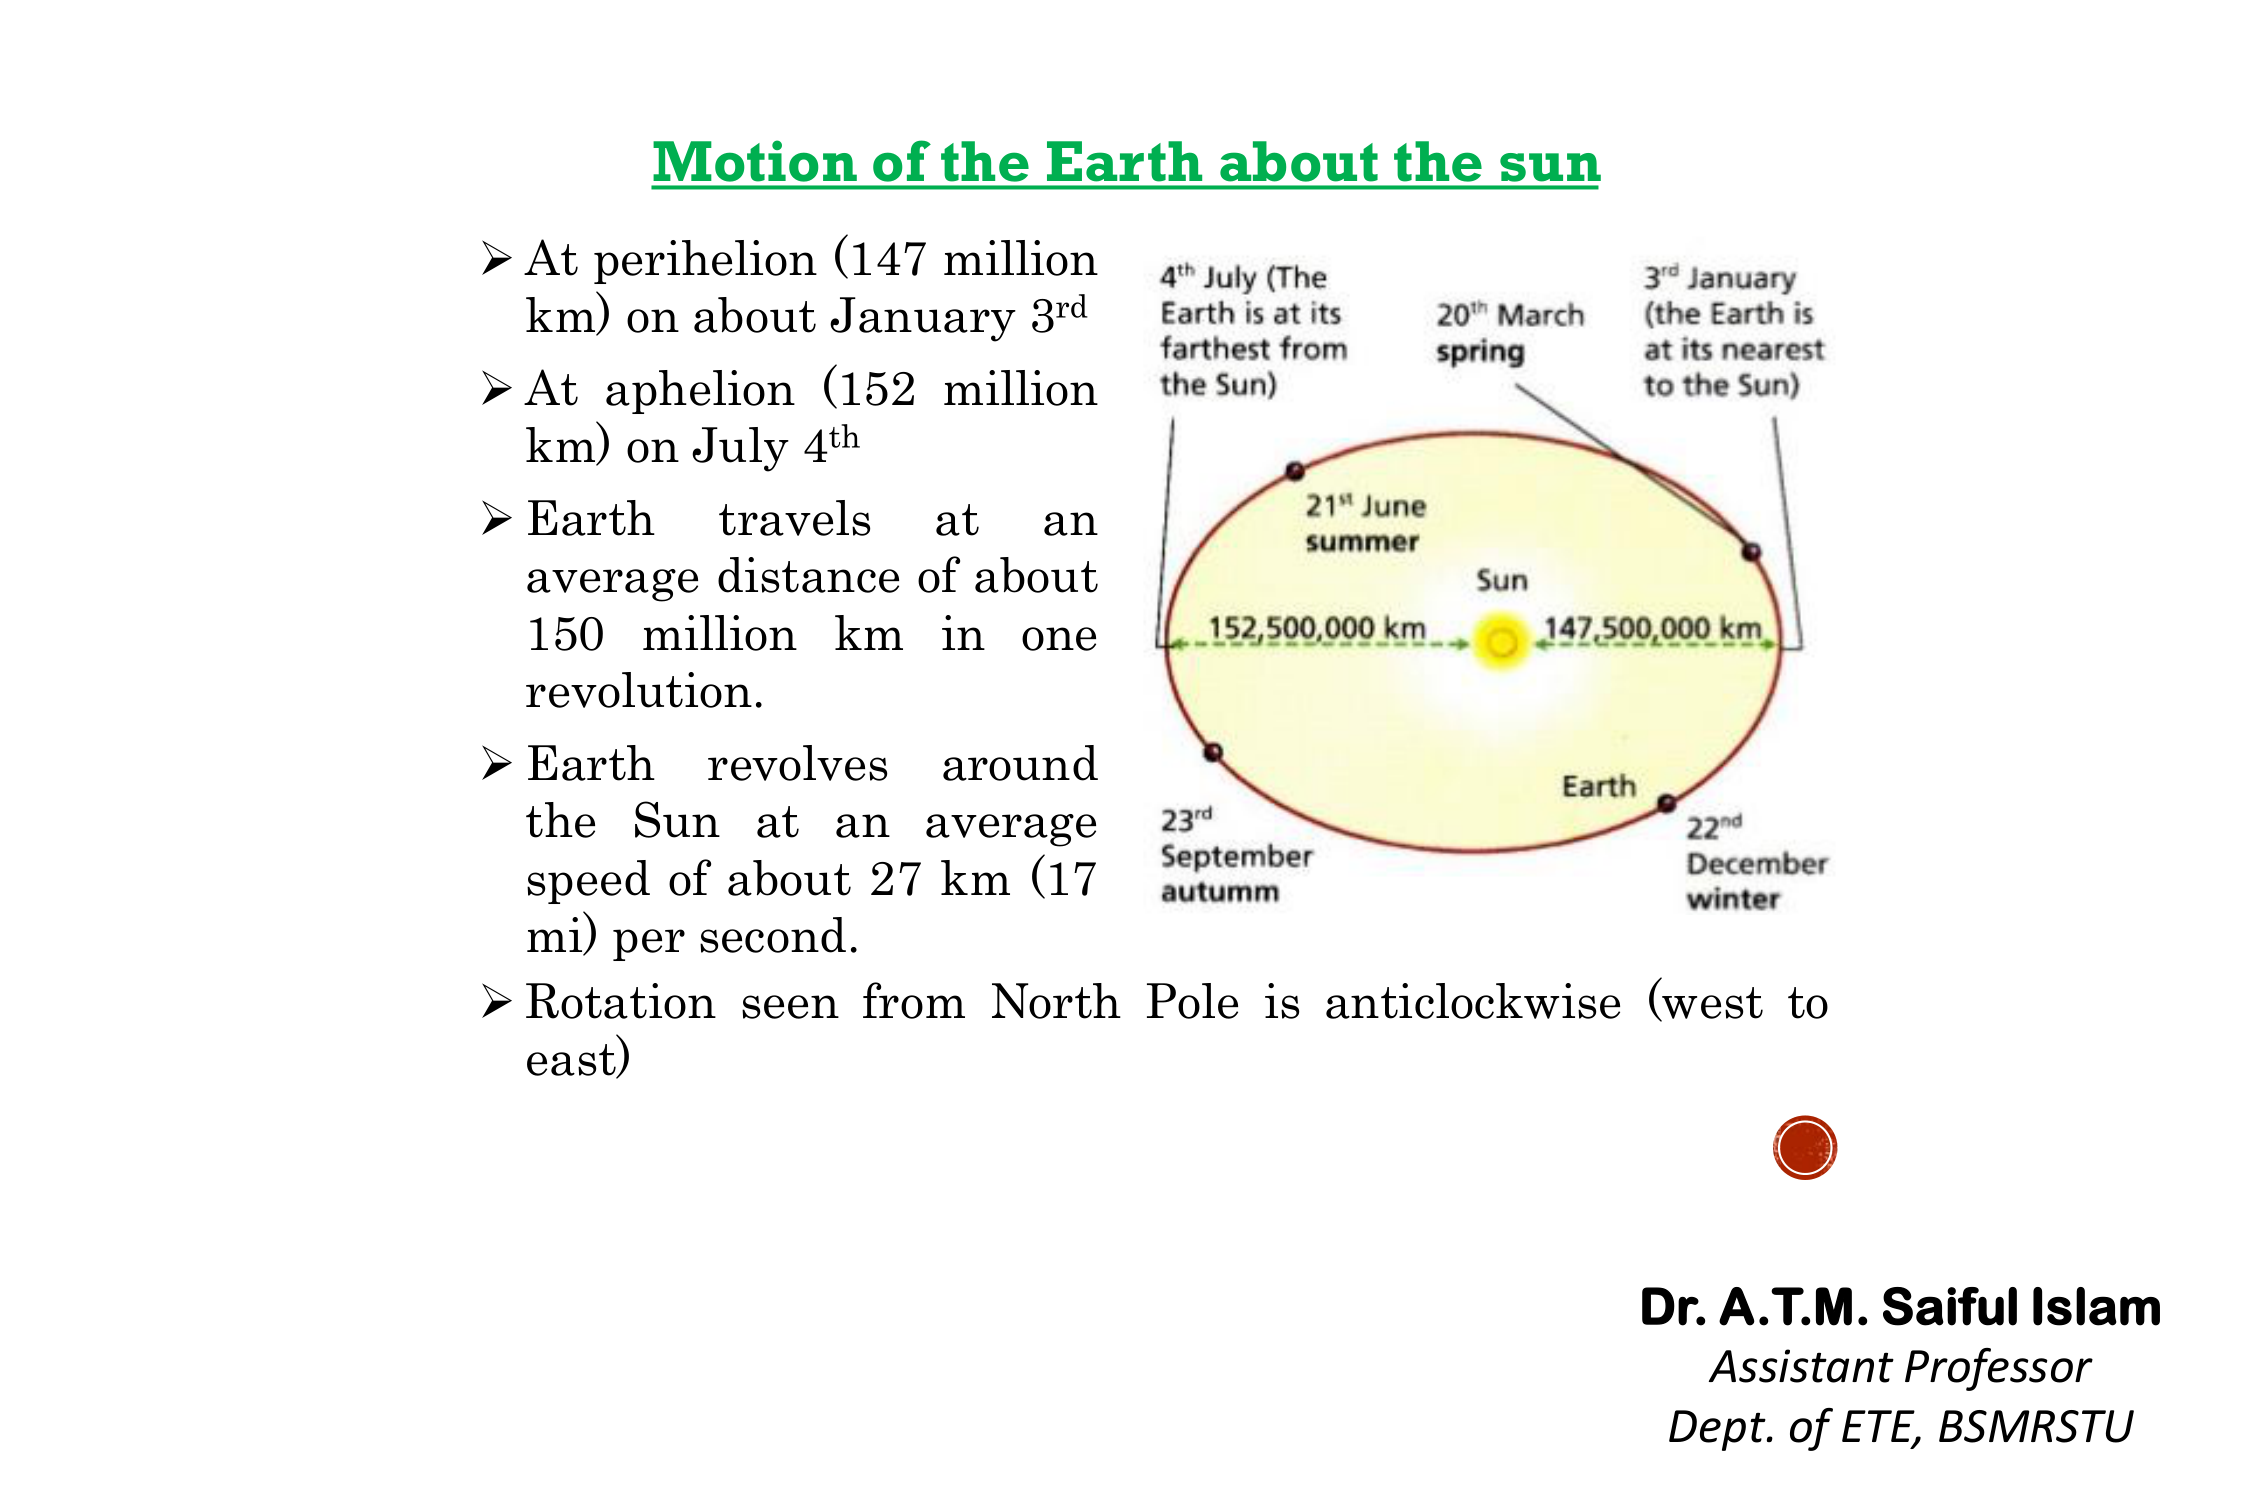 Motion of the Earth about the sun
➢ At perihelion (147 million
km) on about January 3rd
➢ At aphelion (152 million
km) on July 4th
➢ Earth travels at an
average distance of about
150 million km in one
revolution.
➢ Earth revolves around
the Sun at an average
speed of about 27 km (17
mi) per second.
➢ Rotation seen from North Pole is anticlockwise (west to
east)
4th July (The
Earth is at its
farthest from
the Sun)
20th March
spring
3rd January
(the Earth is
at its nearest
to the Sun)
21st June
summer
Sun
152,500,000 km
147,500,000 km
Earth
23rd
September
autumm
22nd
December
winter
Dr. A.T.M. Saiful Islam
Assistant Professor
Dept. of ETE, BSMRSTU